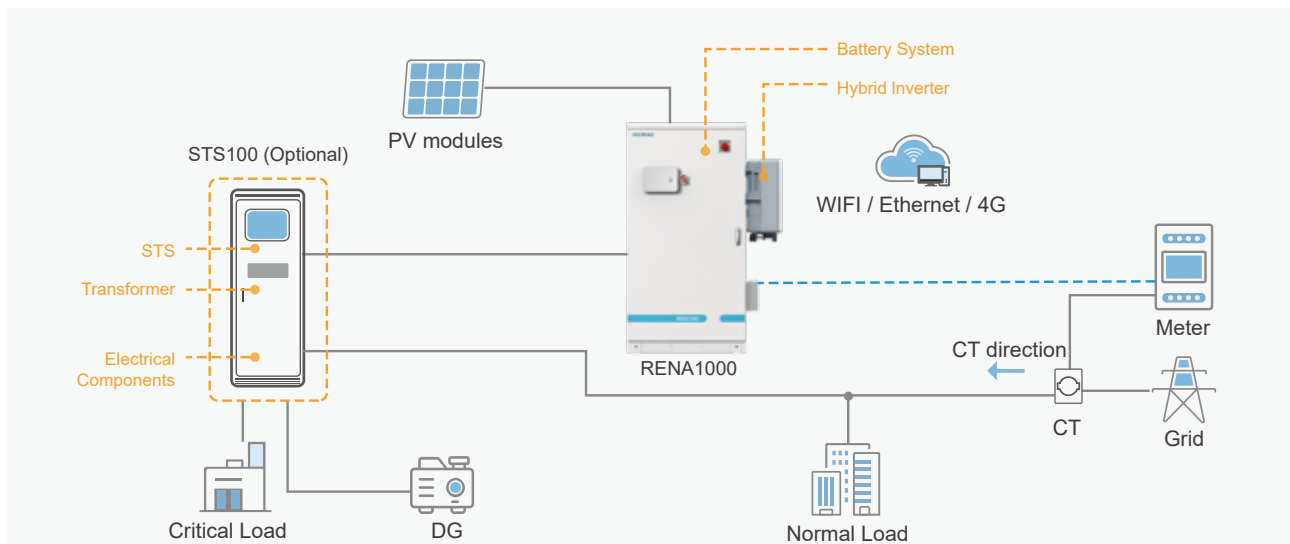 Battery System
Hybrid Inverter
PV modules
STS100 (Optional)
WIFI / Ethernet / 4G
STS
Transformer
Electrical
Components
RENA1000
Meter
CT direction
CT
Grid
Critical Load
DG
Normal Load